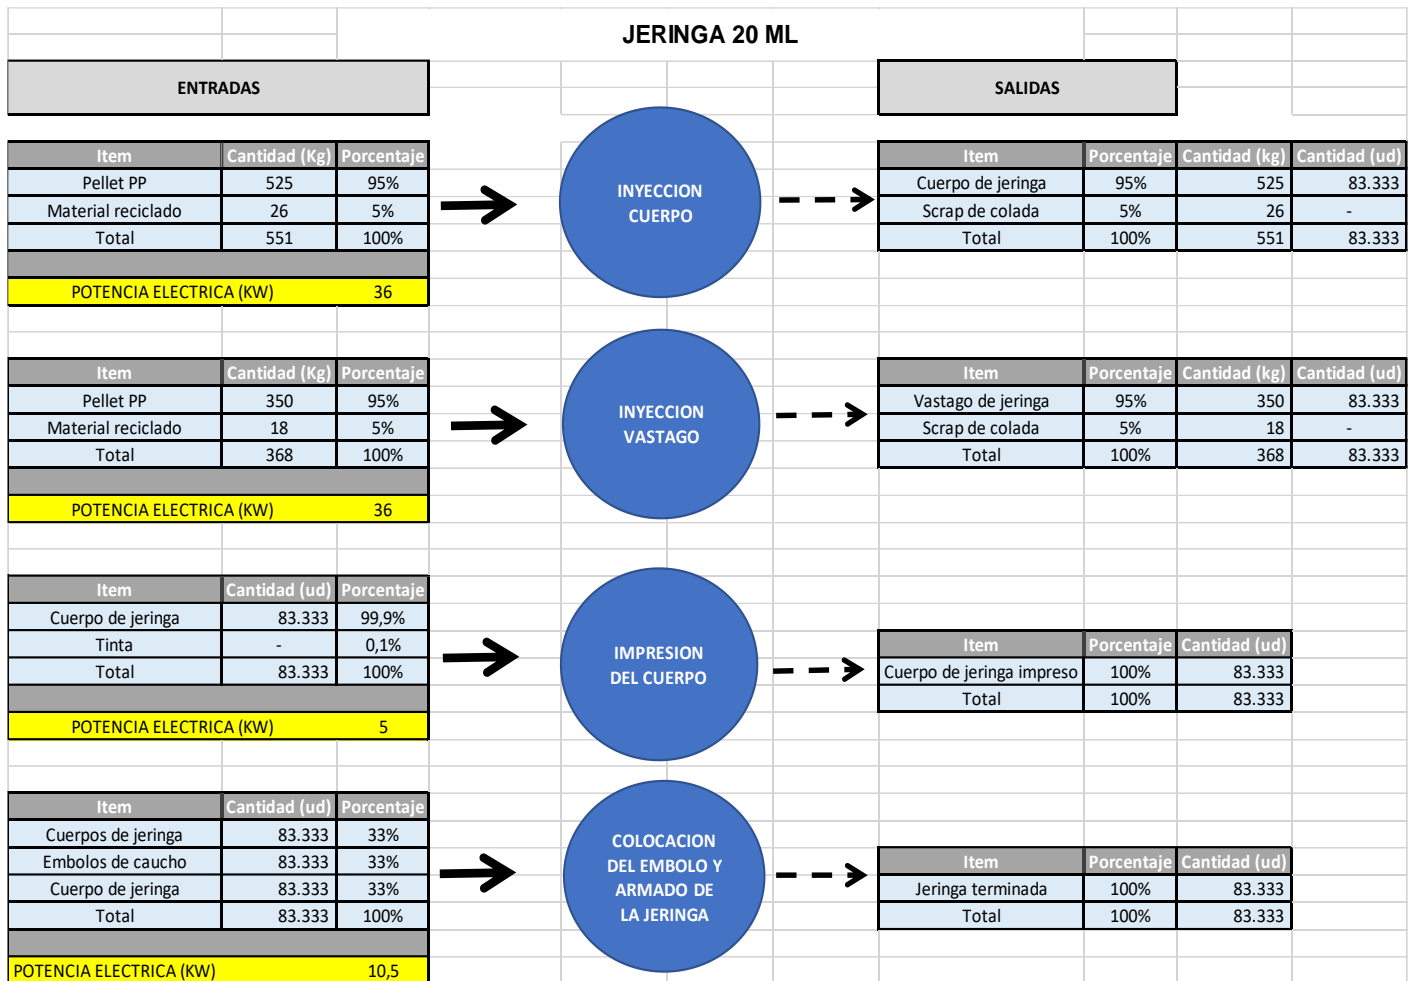 JERINGA 20 ML
ENTRADAS
SALIDAS
Item Cantidad (Kg) Porcentaje
Pellet PP 525 95%
Material reciclado 26 5%
Total 551 100%
POTENCIA ELECTRICA (KW) 36
INYECCION
CUERPO
Item Porcentaje Cantidad (kg) Cantidad (ud)
Cuerpo de jeringa 95% 525 83.333
Scrap de colada 5% 26 -
Total 100% 551 83.333
Item Cantidad (Kg) Porcentaje
Pellet PP 350 95%
Material reciclado 18 5%
Total 368 100%
POTENCIA ELECTRICA (KW) 36
INYECCION
VASTAGO
Item Porcentaje Cantidad (kg) Cantidad (ud)
Vastago de jeringa 95% 350 83.333
Scrap de colada 5% 18 -
Total 100% 368 83.333
Item Cantidad (ud) Porcentaje
Cuerpo de jeringa 83.333 99,9%
Tinta - 0,1%
Total 83.333 100%
POTENCIA ELECTRICA (KW) 5
IMPRESION
DEL CUERPO
Item Porcentaje Cantidad (ud)
Cuerpo de jeringa impreso 100% 83.333
Total 100% 83.333
Item Cantidad (ud) Porcentaje
Cuerpos de jeringa 83.333 33%
Embolos de caucho 83.333 33%
Cuerpo de jeringa 83.333 33%
Total 83.333 100%
POTENCIA ELECTRICA (KW) 10,5
COLOCACION
DEL EMBOLO Y
ARMADO DE
LA JERINGA
Item Porcentaje Cantidad (ud)
Jeringa terminada 100% 83.333
Total 100% 83.333